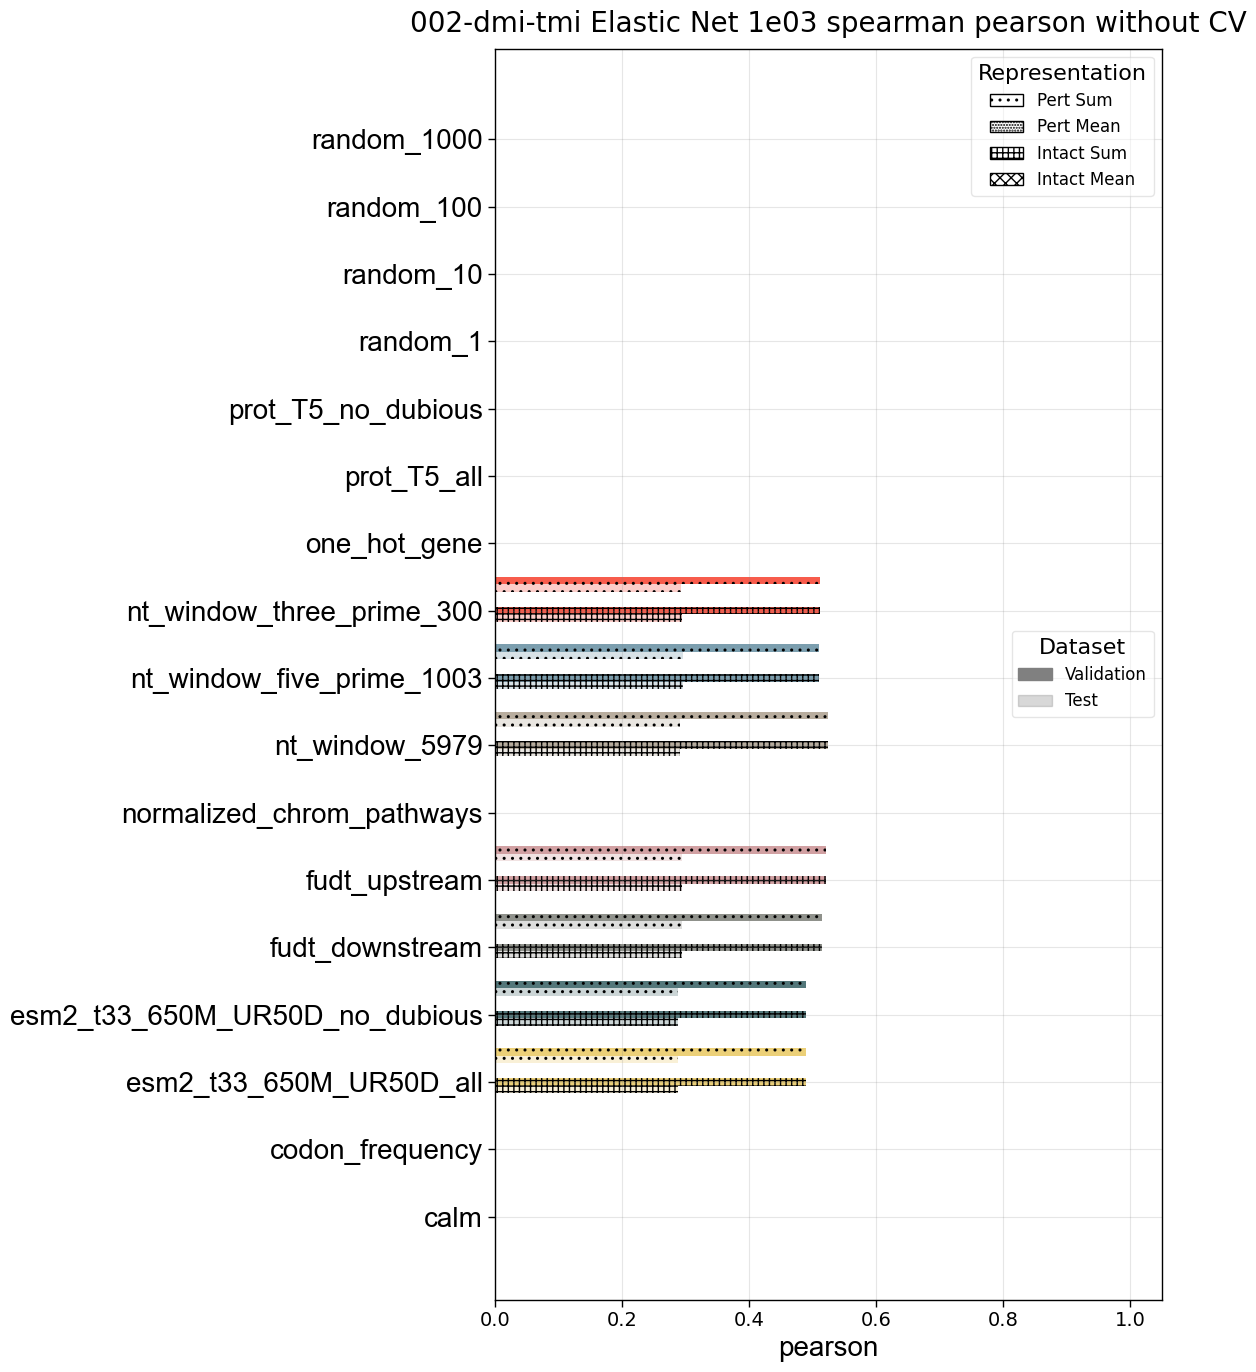 002-dmi-tmi Elastic Net 1e03 spearman pearson without CV
Representation
Pert Sum
Pert Mean
Intact Sum
Intact Mean
random_1000
random_100
random_10
random_1
prot_T5_no_dubious
prot_T5_all
one_hot_gene
nt_window_three_prime_300
nt_window_five_prime_1003
nt_window_5979
normalized_chrom_pathways
fudt_upstream
fudt_downstream
esm2_t33_650M_UR50D_no_dubious
esm2_t33_650M_UR50D_all
codon_frequency
calm
Dataset
Validation
Test
0.0 0.2 0.4 0.6 0.8 1.0
pearson